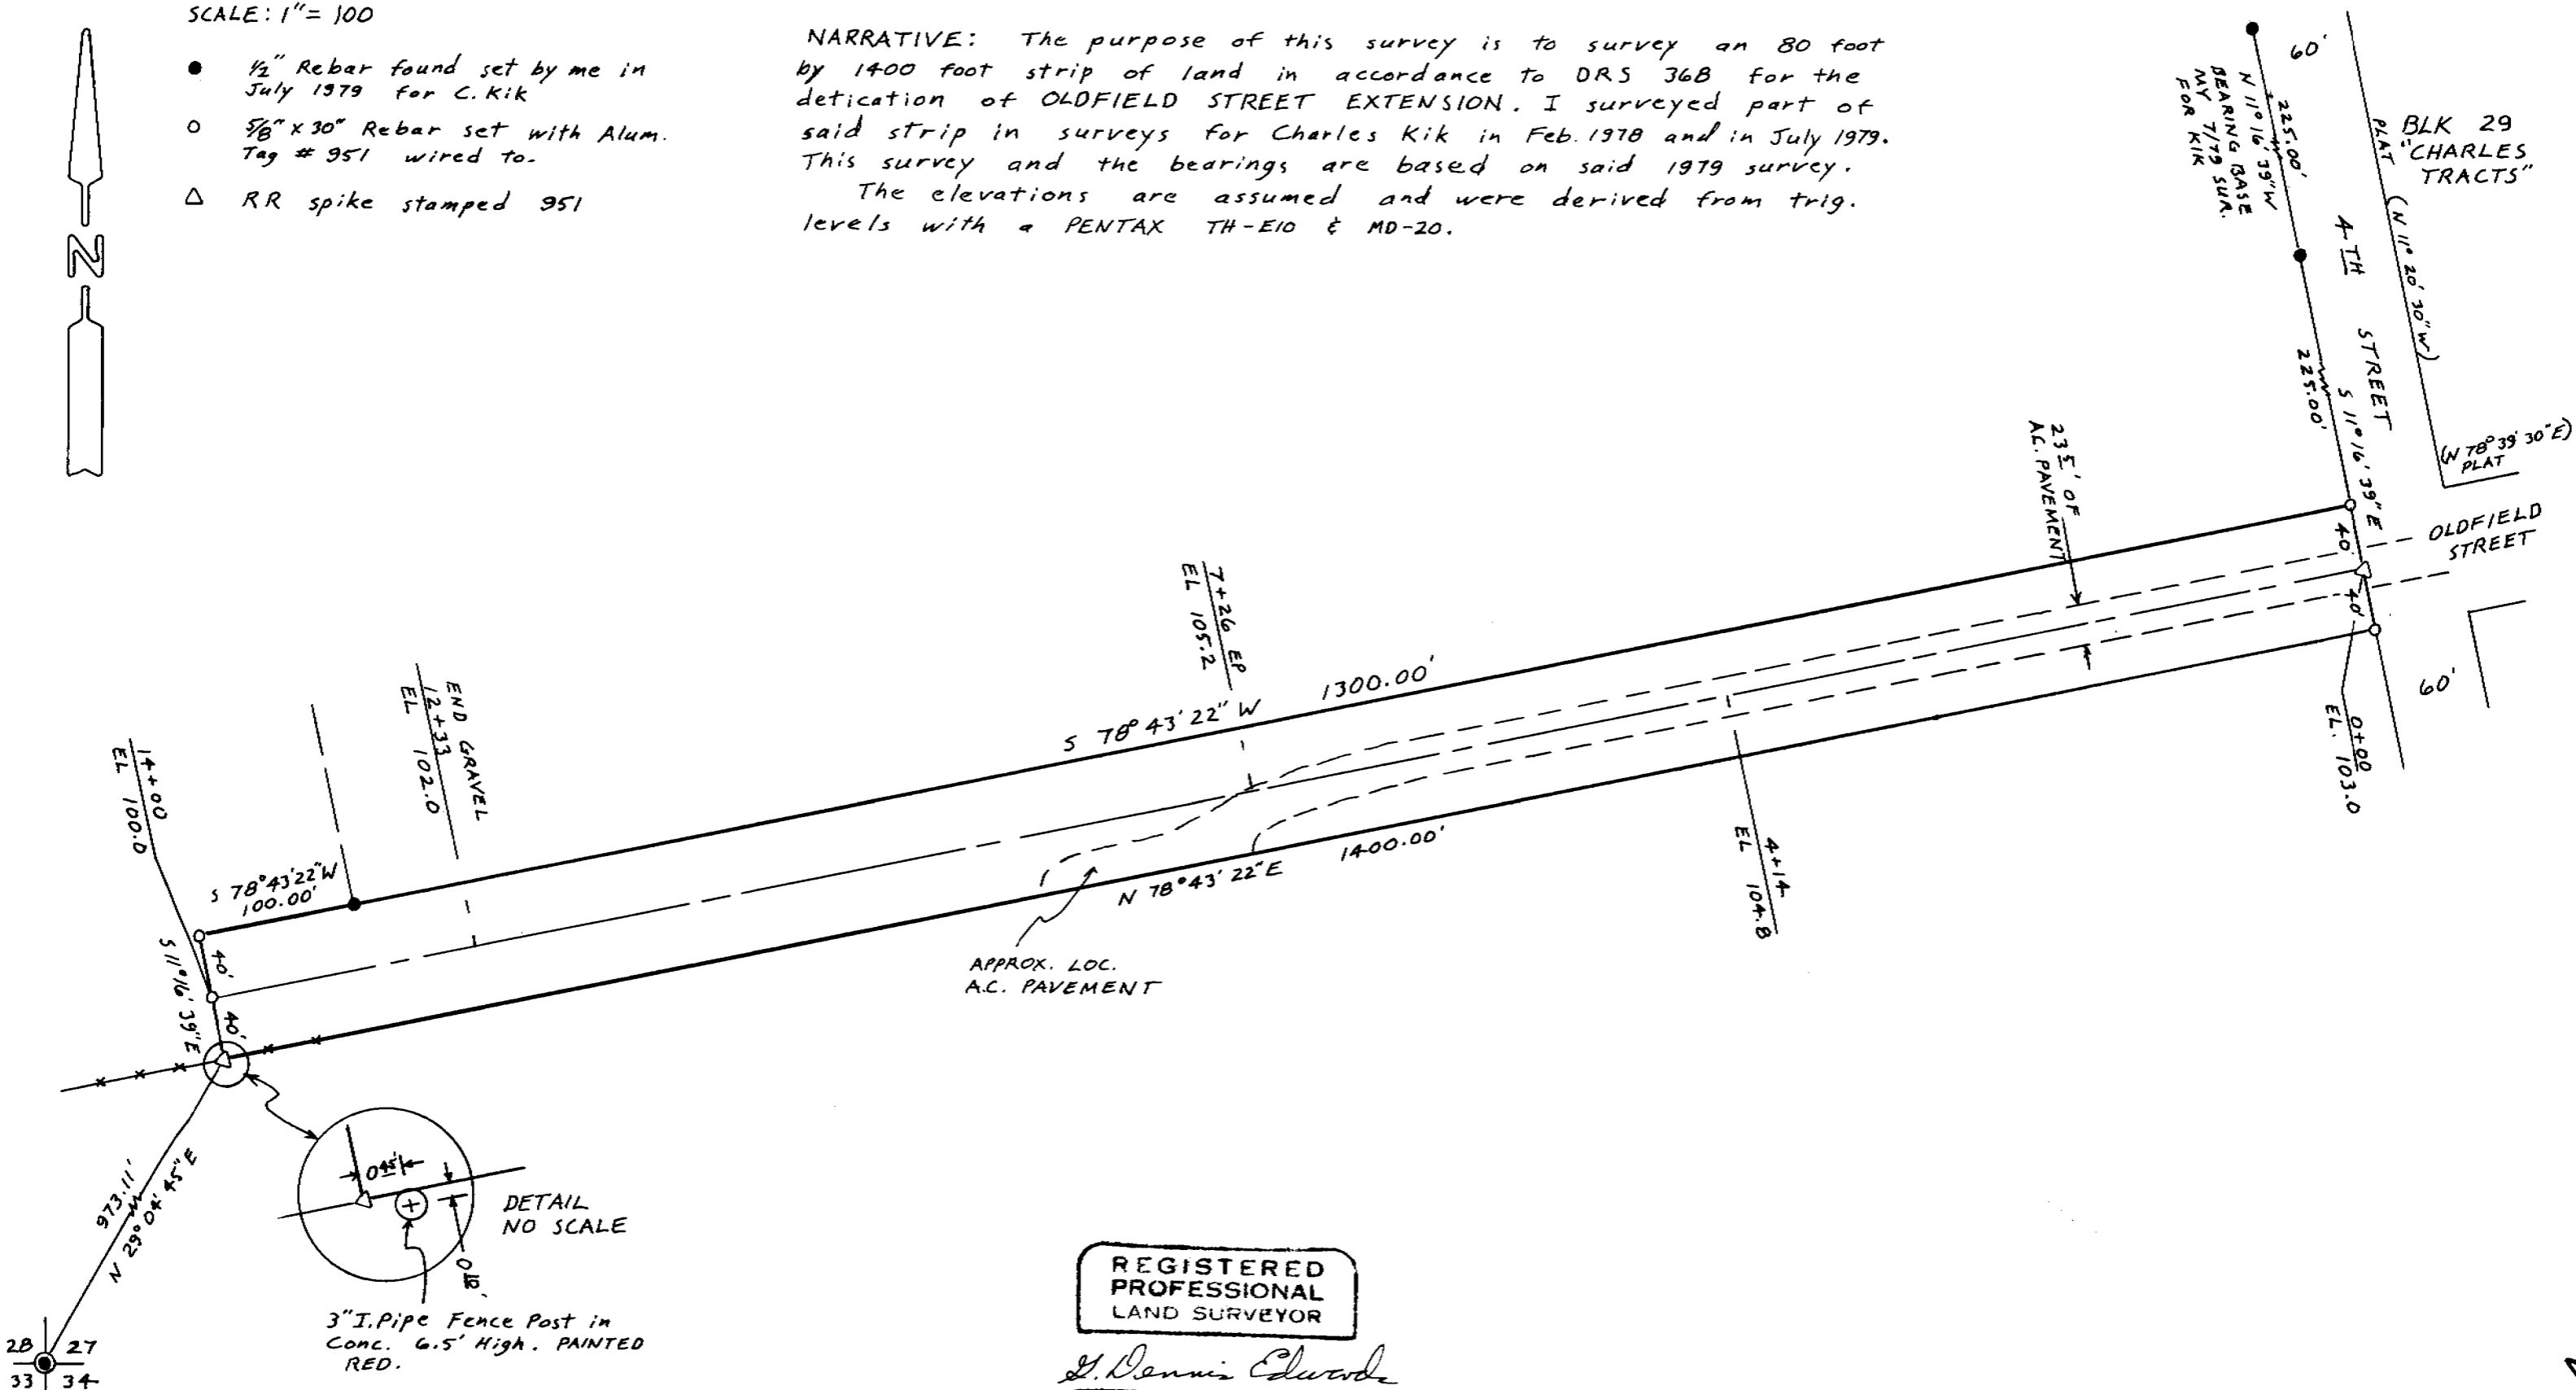 SCALE: 1"= 100
1/2" Rebar found set by me in
July 1979 for C. Kik
5/8" x 30" Rebar set with Alum.
Tag # 951 wired to.
RR spike stamped 951
N
NARRATIVE: The purpose of this survey is to survey an 80 foot
by 1400 foot strip of land in accordance to ORS 368 for the
detication of OLDFIELD STREET EXTENSION. I surveyed part of
said strip in surveys for Charles Kik in Feb. 1978 and in July 1979.
This survey and the bearings are based on said 1979 survey.
The elevations are assumed and were derived from trig.
levels with a PENTAX TH-E10 & MD-20.
60'
225.00'
N 11° 16' 39" W
BEARING BASE
MY 7/79 SUR.
FOR KIK
PLAT (N 11° 20' 30" W)
BLK 29
"CHARLES
TRACTS"
4TH STREET
225.00'
S 11° 16' 39" E
(N 78° 39' 30" E)
PLAT
OLDFIELD
STREET
40'
40'
60'
0+00
EL. 103.0
23.5' OF
A.C. PAVEMENT
7+26 EP
EL 105.2
1300.00'
S 78° 43' 22" W
1400.00'
N 78° 43' 22" E
4+14
EL 104.8
END GRAVEL
12+33
EL 102.0
14+00
EL 100.0
S 78° 43' 22" W
100.00'
40'
40'
S 11° 16' 39" E
APPROX. LOC.
A.C. PAVEMENT
973.11'
N 29° 04' 45" E
0.45'
DETAIL
NO SCALE
3" I.Pipe Fence Post in
Conc. 6.5' High. PAINTED
RED.
28 27
33 34
REGISTERED
PROFESSIONAL
LAND SURVEYOR
G. Dennis Edwards